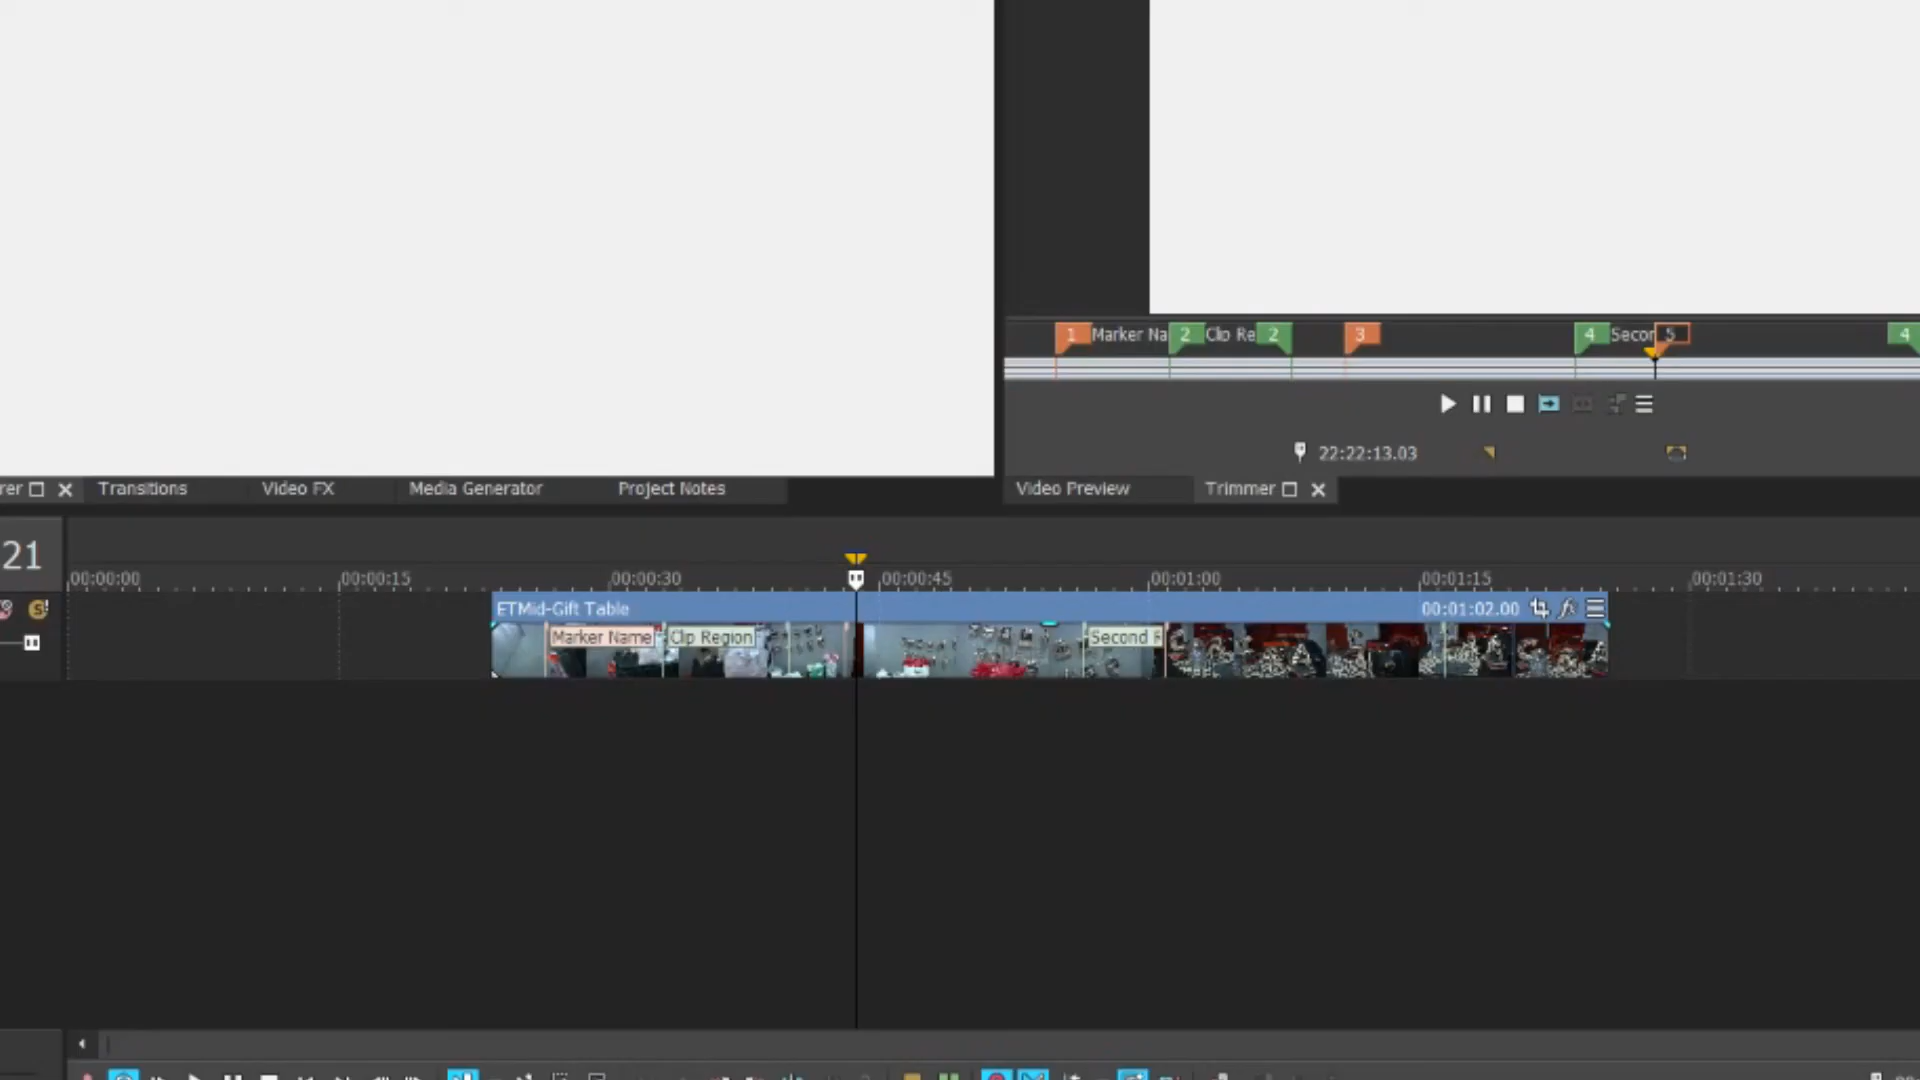 1 Marker Na 2 Clip Re 2 3 4 Secor 5 4
22:22:13.03
rer Transitions Video FX Media Generator Project Notes Video Preview Trimmer
21
00:00:00 00:00:15 00:00:30 00:00:45 00:01:00 00:01:15 00:01:30
S!
ETMid-Gift Table 00:01:02.00 fx
Marker Name Clip Region Second